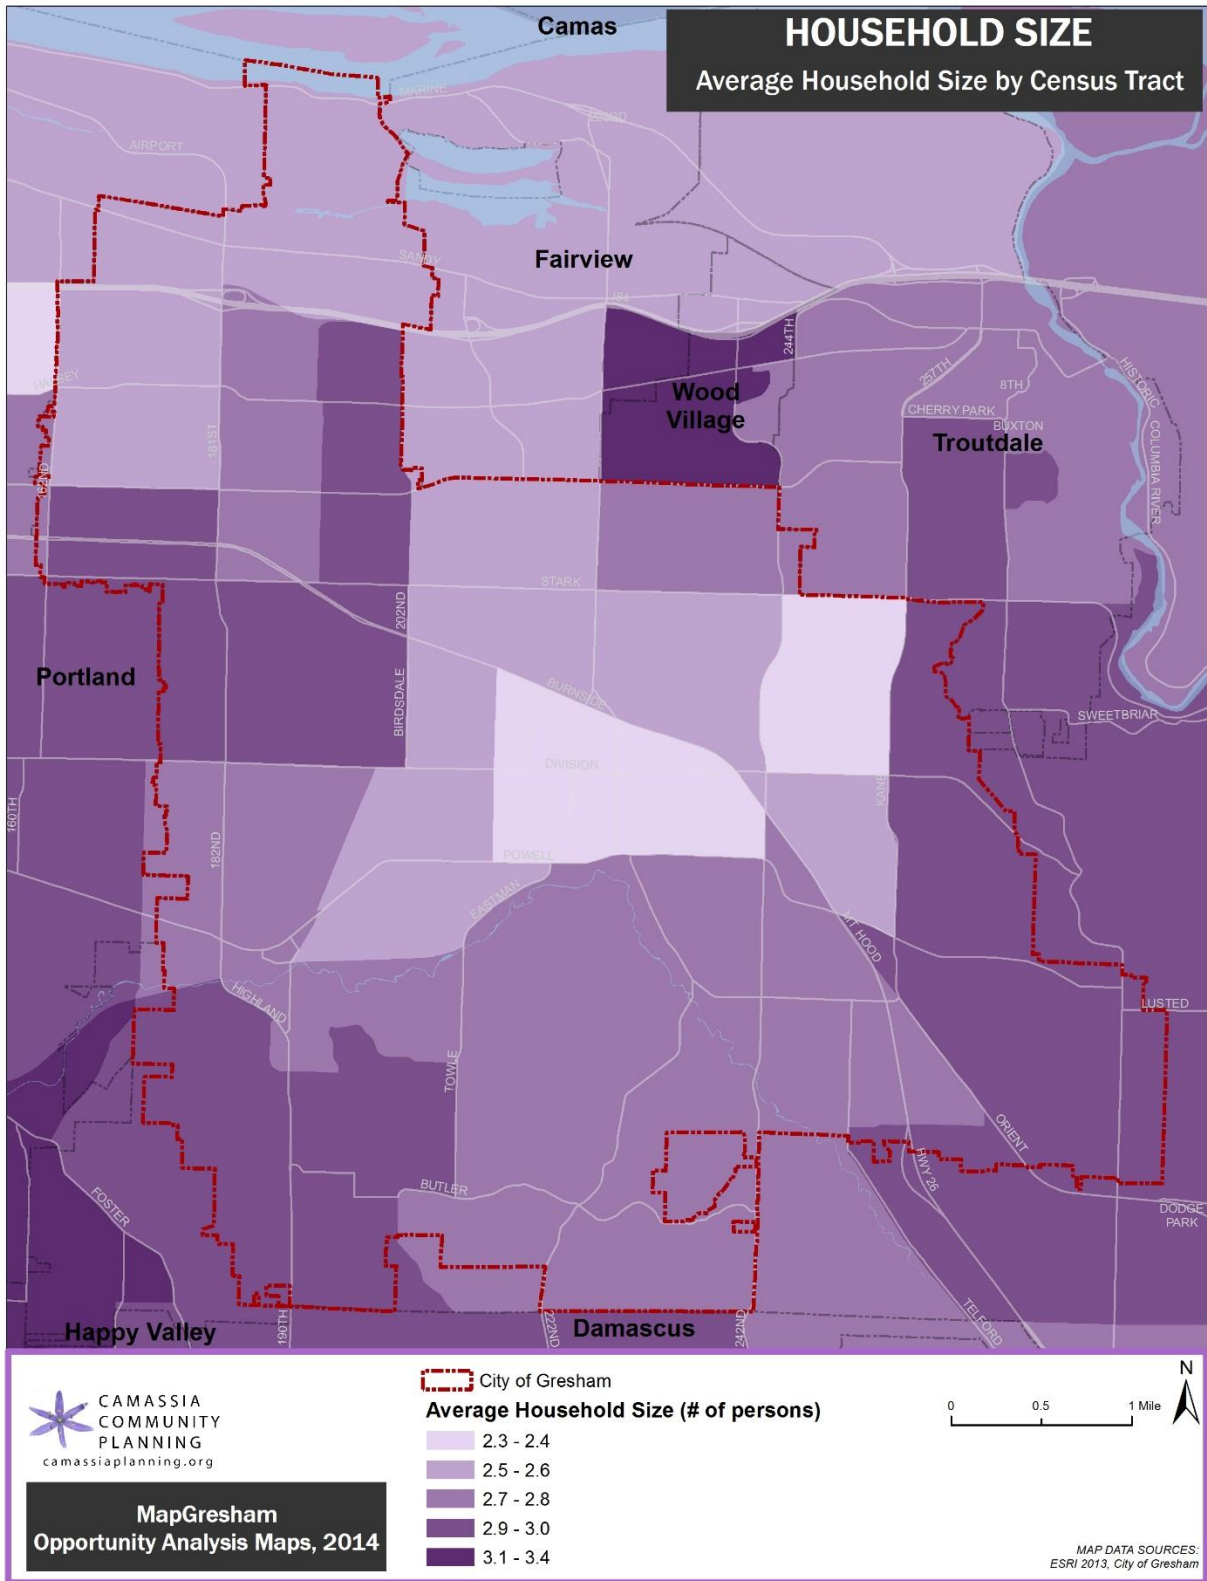 Camas
HOUSEHOLD SIZE
Average Household Size by Census Tract
MARINE
223RD
AIRPORT
SANDY
Fairview
I84
244TH
HALSEY
Wood
Village
257TH
8TH
HISTORIC
CHERRY PARK
BUXTON
Troutdale
COLUMBIA RIVER
181ST
162ND
STARK
202ND
Portland
BIRDSDALE
BURNSIDE
SWEETBRIAR
DIVISION
KANE
160TH
182ND
POWELL
EASTMAN
MT HOOD
HIGHLAND
LUSTED
TOWLE
ORIENT
HWY 26
BUTLER
FOSTER
DODGE
PARK
TELFORD
Happy Valley
190TH
222ND
Damascus
242ND
CAMASSIA
COMMUNITY
PLANNING
camassiaplanning.org
MapGresham
Opportunity Analysis Maps, 2014
City of Gresham
Average Household Size (# of persons)
2.3 - 2.4
2.5 - 2.6
2.7 - 2.8
2.9 - 3.0
3.1 - 3.4
N
0 0.5 1 Mile
MAP DATA SOURCES:
ESRI 2013, City of Gresham